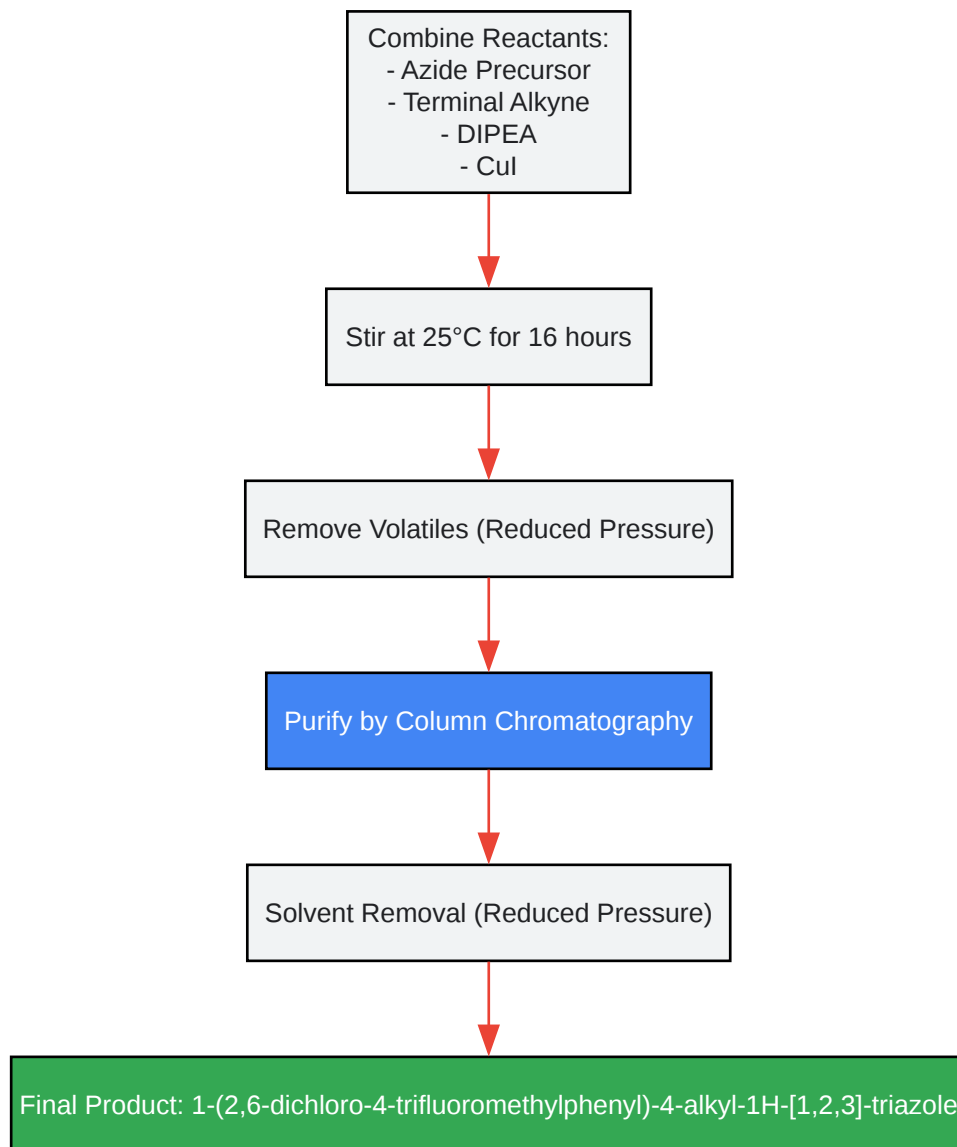 Combine Reactants:
- Azide Precursor
- Terminal Alkyne
- DIPEA
- CuI
Stir at 25°C for 16 hours
Remove Volatiles (Reduced Pressure)
Purify by Column Chromatography
Solvent Removal (Reduced Pressure)
Final Product: 1-(2,6-dichloro-4-trifluoromethylphenyl)-4-alkyl-1H-[1,2,3]-triazole